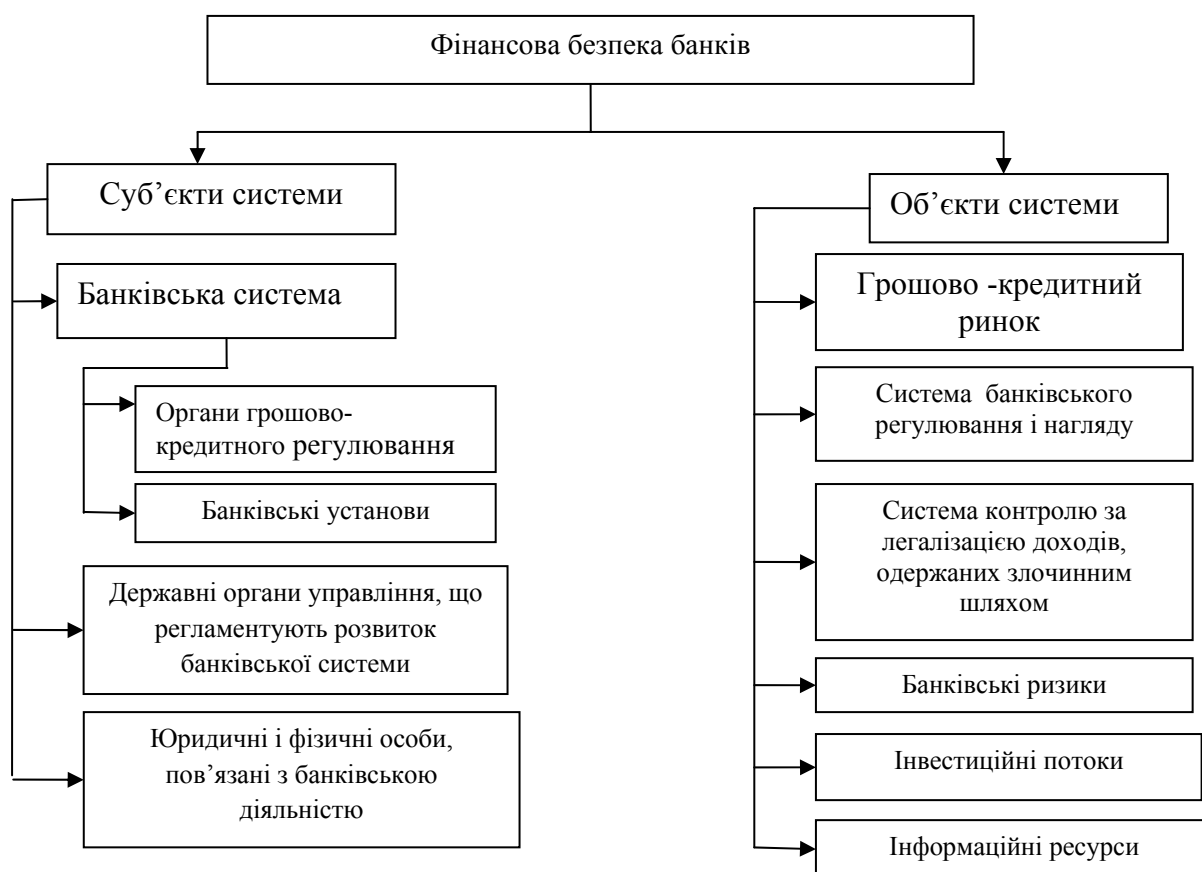 Фінансова безпека банків
Суб’єкти системи
Банківська система
Органи грошово-
кредитного регулювання
Банківські установи
Державні органи управління, що
регламентують розвиток
банківської системи
Юридичні і фізичні особи,
пов’язані з банківською
діяльністю
Об’єкти системи
Грошово -кредитний
ринок
Система банківського
регулювання і нагляду
Система контролю за
легалізацією доходів,
одержаних злочинним
шляхом
Банківські ризики
Інвестиційні потоки
Інформаційні ресурси